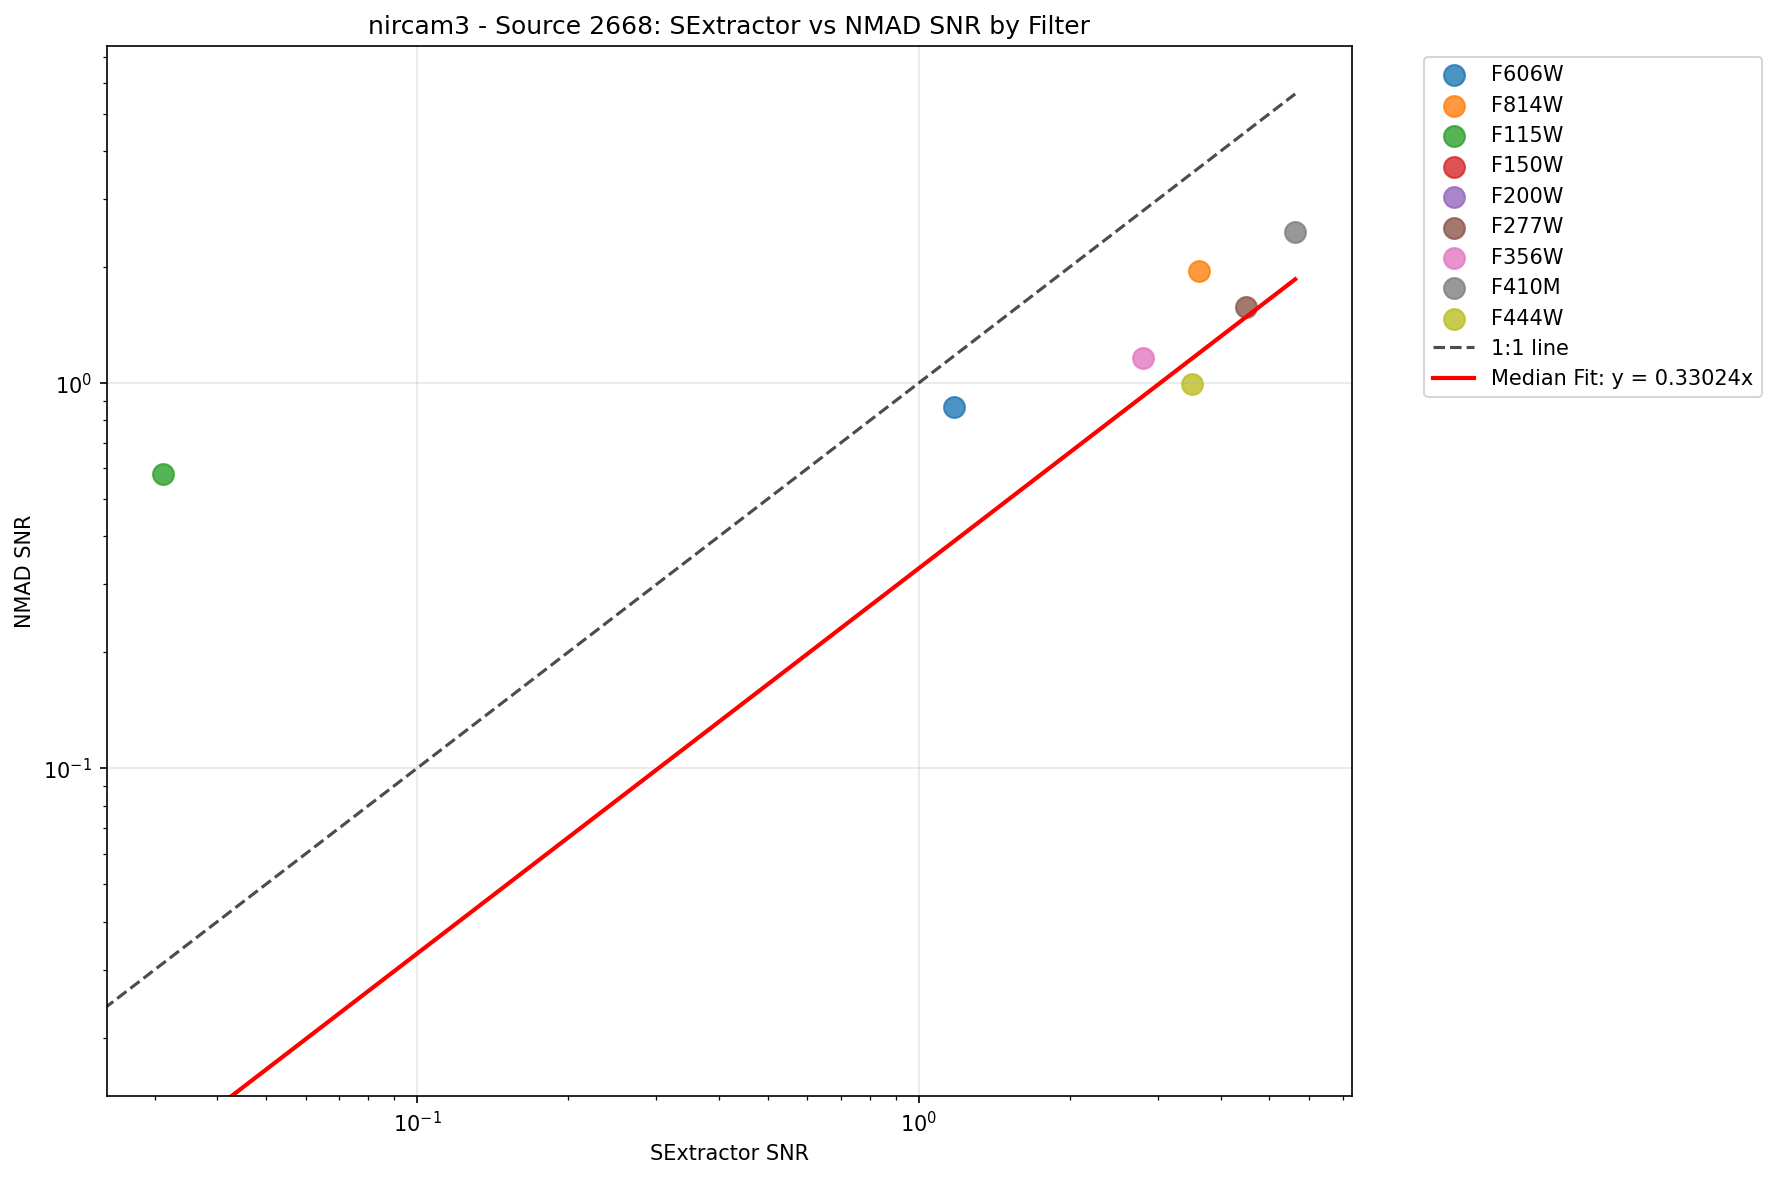 nircam3 - Source 2668: SExtractor vs NMAD SNR by Filter
F606W
F814W
F115W
F150W
F200W
F277W
F356W
F410M
F444W
1:1 line
Median Fit: y = 0.33024x
NMAD SNR
10⁰
10⁻¹
10⁻¹
10⁰
SExtractor SNR